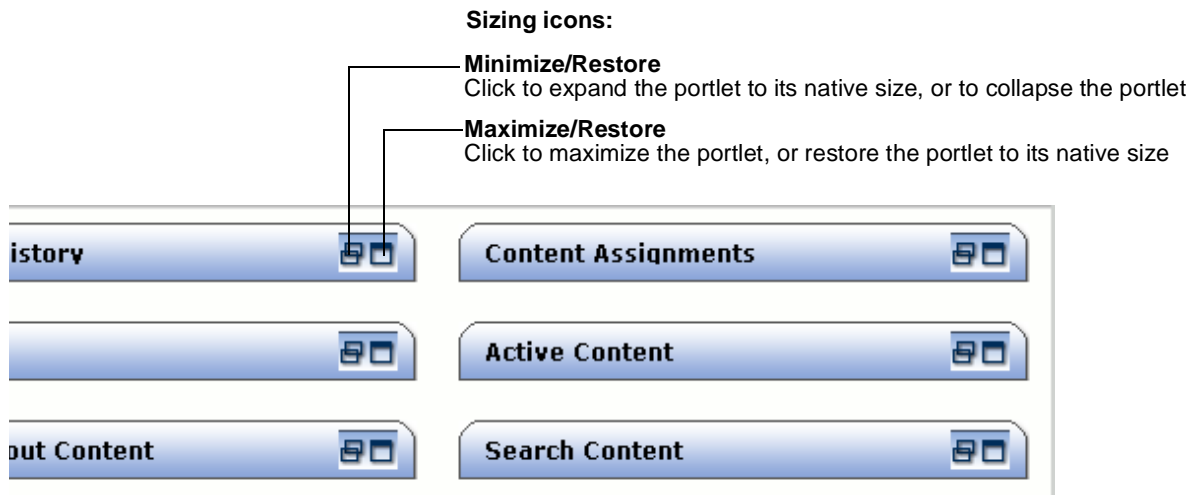 Sizing icons:
Minimize/Restore
Click to expand the portlet to its native size, or to collapse the portlet
Maximize/Restore
Click to maximize the portlet, or restore the portlet to its native size
istory
Content Assignments
Active Content
out Content
Search Content